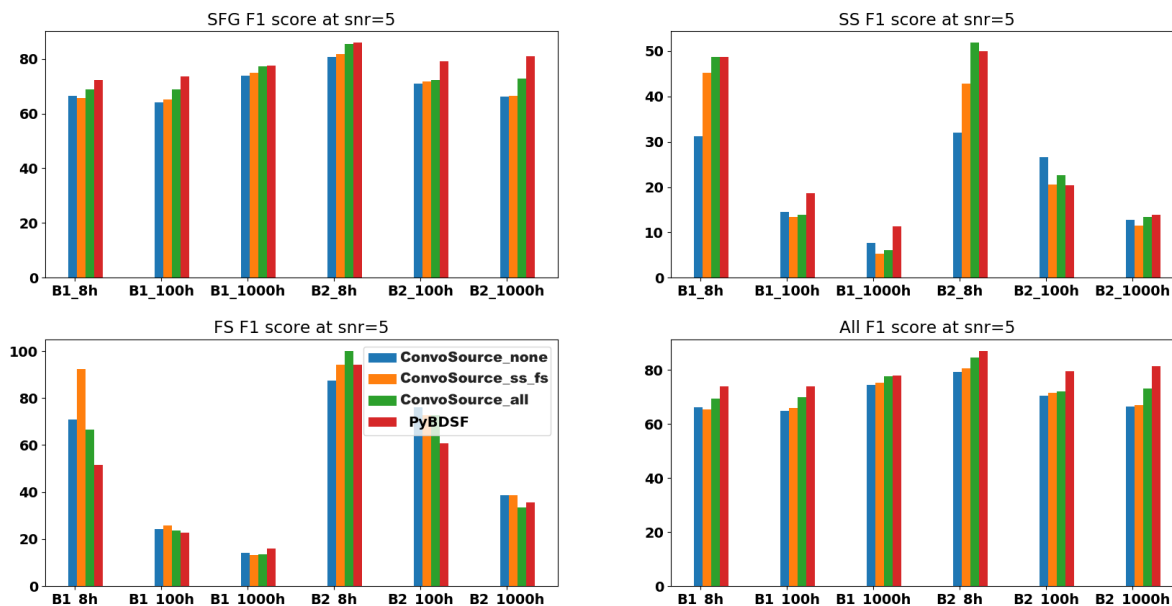 SFG F1 score at snr=5
80
60
40
20
0
B1_8h B1_100h B1_1000h B2_8h B2_100h B2_1000h
SS F1 score at snr=5
50
40
30
20
10
0
B1_8h B1_100h B1_1000h B2_8h B2_100h B2_1000h
FS F1 score at snr=5
100
80
60
40
20
0
ConvoSource_none
ConvoSource_ss_fs
ConvoSource_all
PyBDSF
B1_8h B1_100h B1_1000h B2_8h B2_100h B2_1000h
All F1 score at snr=5
80
60
40
20
0
B1_8h B1_100h B1_1000h B2_8h B2_100h B2_1000h